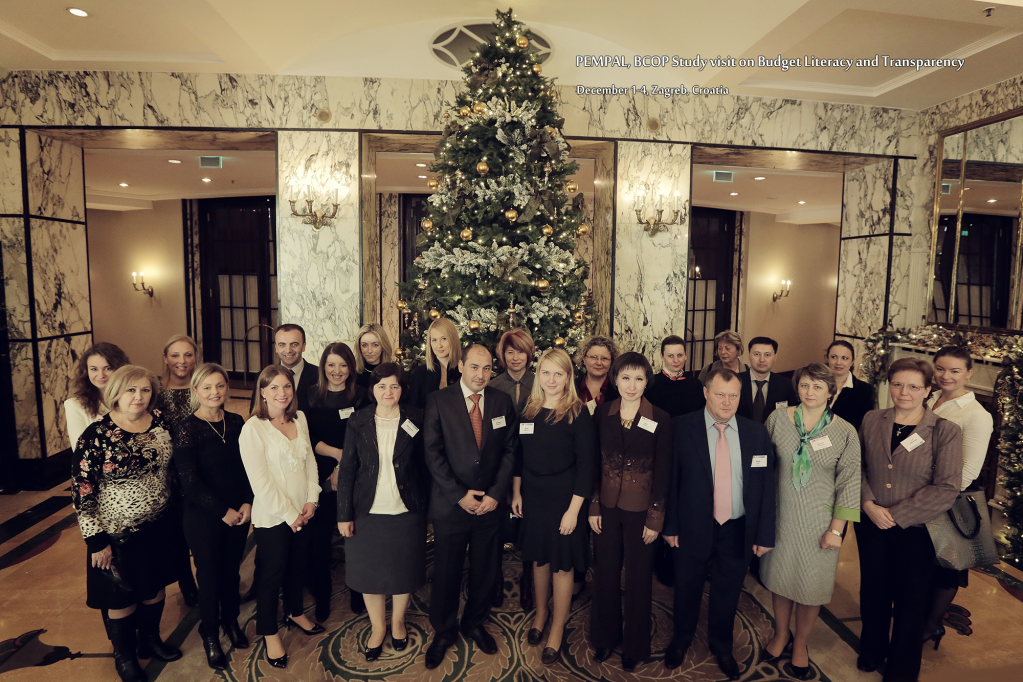 PEMPAL, BCOP Study visit on Budget Literacy and Transparency
December 1-4, Zagreb, Croatia